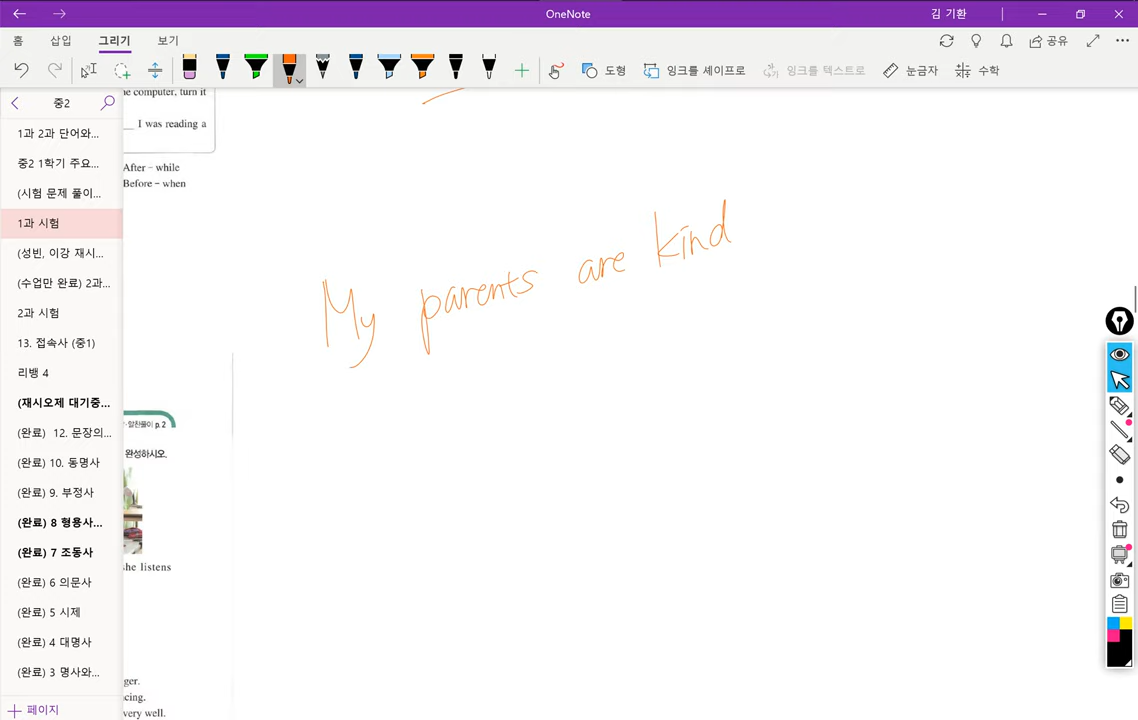 OneNote
김 기환
홈 삽입 그리기 보기
공유
도형
잉크를 셰이프로
잉크를 텍스트로
눈금자
수학
중2
1과 2과 단어와...
중2 1학기 주요...
(시험 문제 풀이...
1과 시험
(성빈, 이강 재시...
(수업만 완료) 2과...
2과 시험
13. 접속사 (중1)
리뱅 4
(재시오제 대기중...
(완료) 12. 문장의...
(완료) 10. 동명사
(완료) 9. 부정사
(완료) 8 형용사...
(완료) 7 조동사
(완료) 6 의문사
(완료) 5 시제
(완료) 4 대명사
(완료) 3 명사와...
페이지
computer, turn it
I was reading a
After – while
Before – when
My parents are kind
p. 2
완성하시오.
she listens
ger.
cing.
very well.